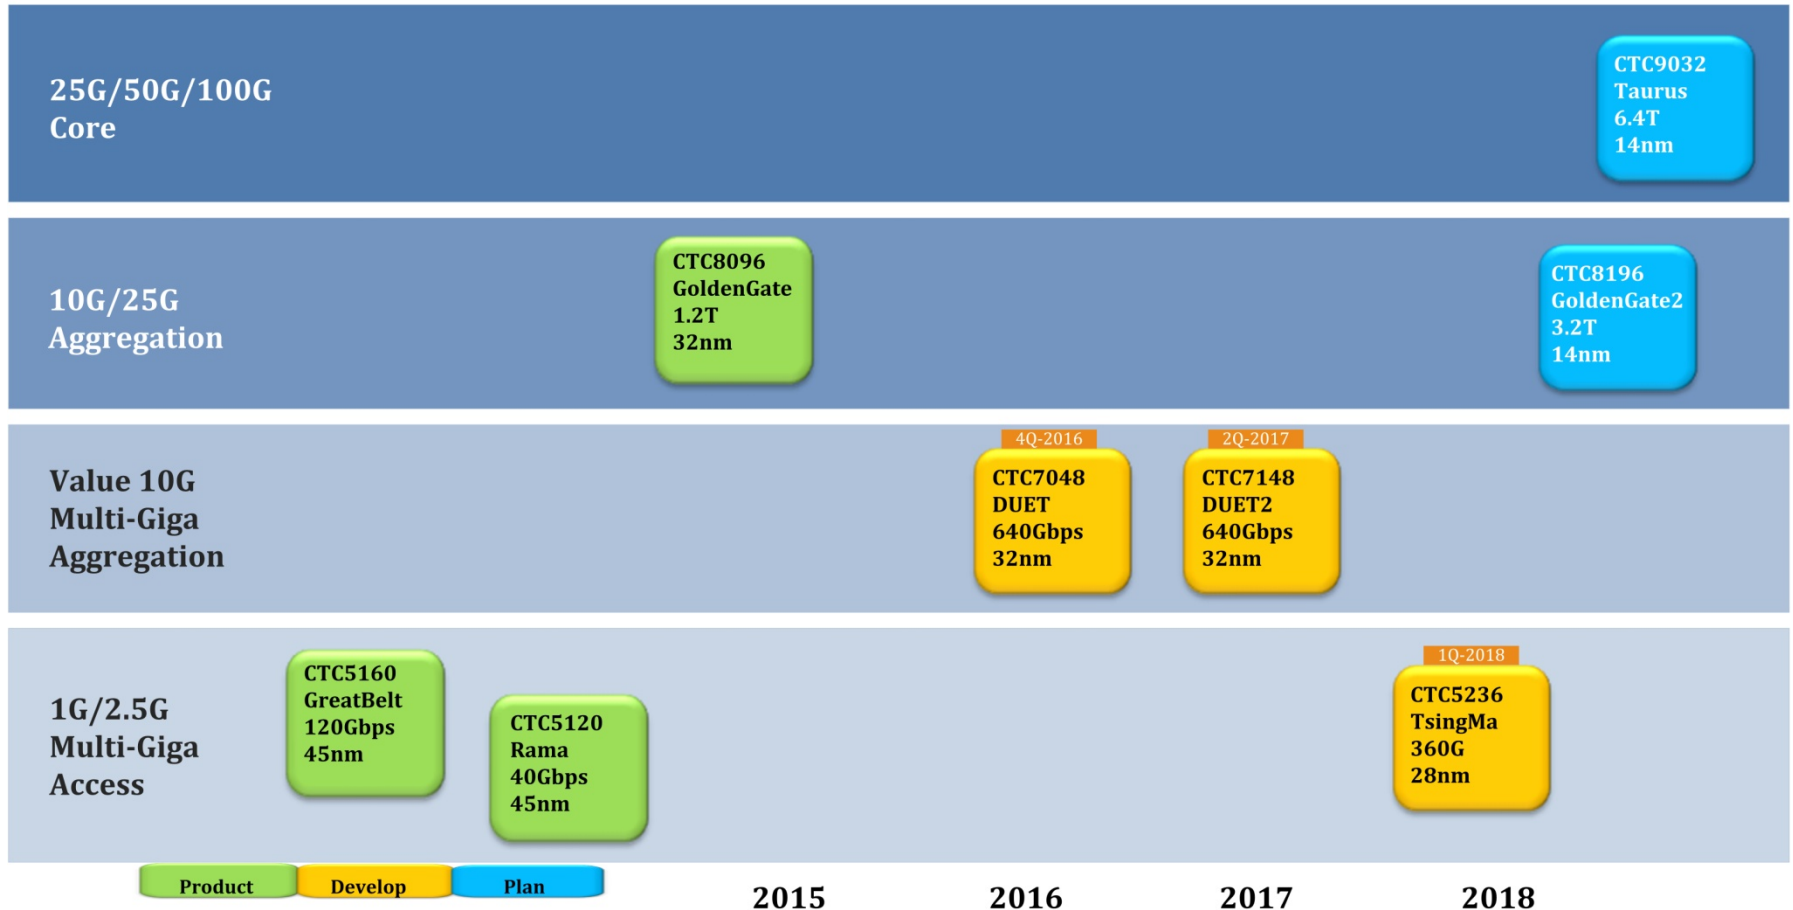 25G/50G/100G
Core
CTC9032
Taurus
6.4T
14nm
10G/25G
Aggregation
CTC8096
GoldenGate
1.2T
32nm
CTC8196
GoldenGate2
3.2T
14nm
Value 10G
Multi-Giga
Aggregation
4Q-2016
CTC7048
DUET
640Gbps
32nm
2Q-2017
CTC7148
DUET2
640Gbps
32nm
1G/2.5G
Multi-Giga
Access
CTC5160
GreatBelt
120Gbps
45nm
CTC5120
Rama
40Gbps
45nm
1Q-2018
CTC5236
TsingMa
360G
28nm
Product
Develop
Plan
2015
2016
2017
2018